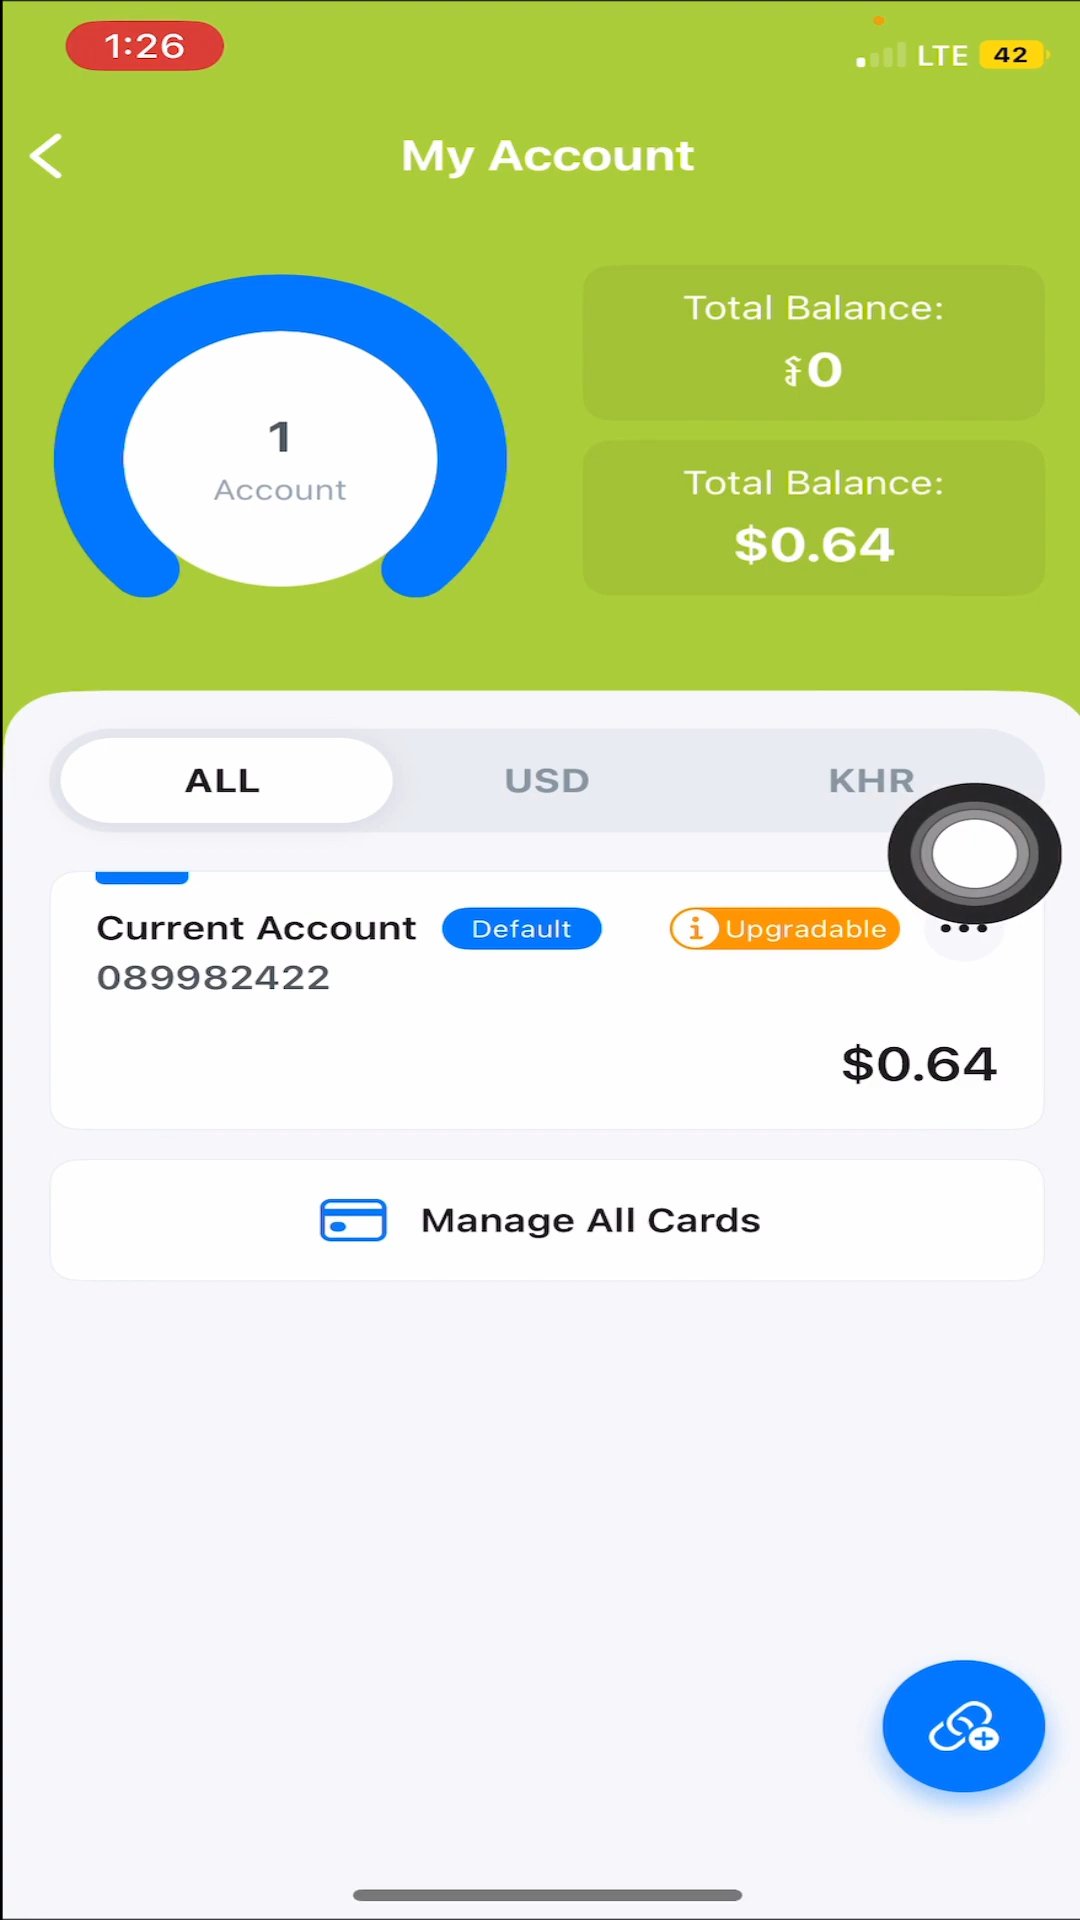 1:26
LTE 42
My Account
1
Account
Total Balance:
៛0
Total Balance:
$0.64
ALL USD KHR
Current Account Default Upgradable
089982422
$0.64
Manage All Cards